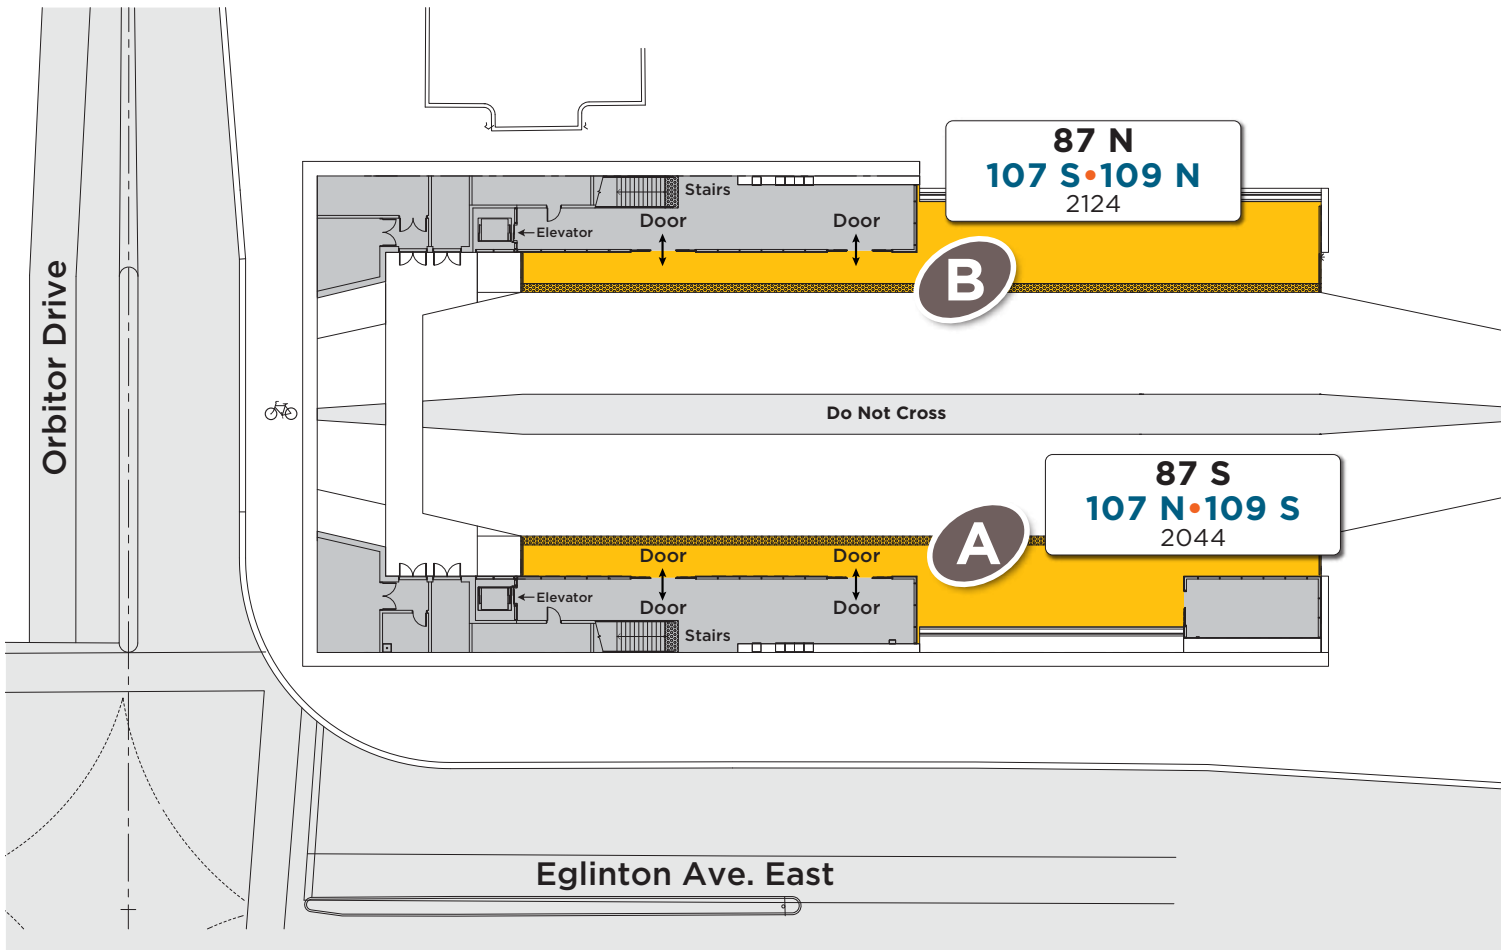 87 N
107 S•109 N
2124
Stairs
Door
Door
Elevator
B
Orbitor Drive
Do Not Cross
87 S
107 N•109 S
2044
A
Door
Door
Elevator
Door
Door
Stairs
Eglinton Ave. East